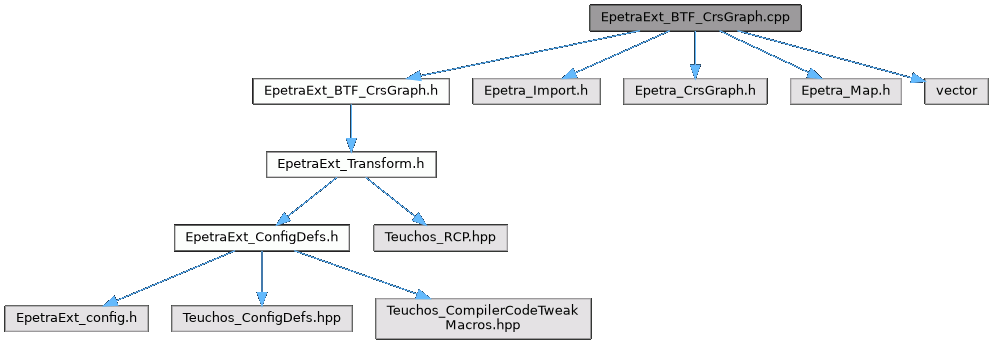 EpetraExt_BTF_CrsGraph.cpp
EpetraExt_BTF_CrsGraph.h
Epetra_Import.h
Epetra_CrsGraph.h
Epetra_Map.h
vector
EpetraExt_Transform.h
EpetraExt_ConfigDefs.h
Teuchos_RCP.hpp
EpetraExt_config.h
Teuchos_ConfigDefs.hpp
Teuchos_CompilerCodeTweak
Macros.hpp